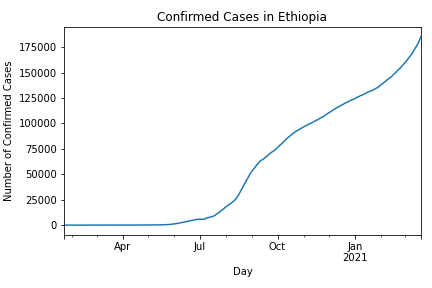 Confirmed Cases in Ethiopia
175000
150000
125000
100000
75000
50000
25000
0
Number of Confirmed Cases
Apr Jul Oct Jan
2021
Day